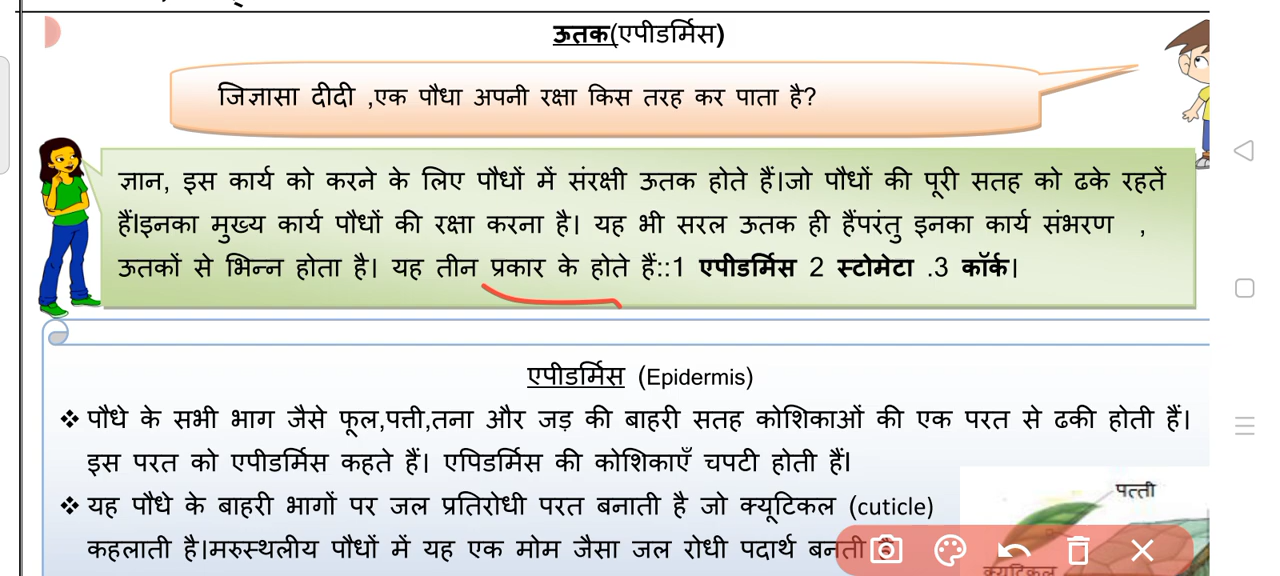 ऊतक(एपीडर्मिस)
जिज्ञासा दीदी ,एक पौधा अपनी रक्षा किस तरह कर पाता है?
ज्ञान, इस कार्य को करने के लिए पौधों में संरक्षी ऊतक होते हैं।जो पौधों की पूरी सतह को ढके रहतें
हैं।इनका मुख्य कार्य पौधों की रक्षा करना है। यह भी सरल ऊतक ही हैंपरंतु इनका कार्य संभरण ,
ऊतकों से भिन्न होता है। यह तीन प्रकार के होते हैं::1 एपीडर्मिस 2 स्टोमेटा .3 कॉर्क।
एपीडर्मिस (Epidermis)
❖ पौधे के सभी भाग जैसे फूल,पत्ती,तना और जड़ की बाहरी सतह कोशिकाओं की एक परत से ढकी होती हैं।
इस परत को एपीडर्मिस कहते हैं। एपिडर्मिस की कोशिकाएँ चपटी होती हैं।
❖ यह पौधे के बाहरी भागों पर जल प्रतिरोधी परत बनाती है जो क्यूटिकल (cuticle)
कहलाती है।मरुस्थलीय पौधों में यह एक मोम जैसा जल रोधी पदार्थ बनती
पत्ती
क्यूटिकल